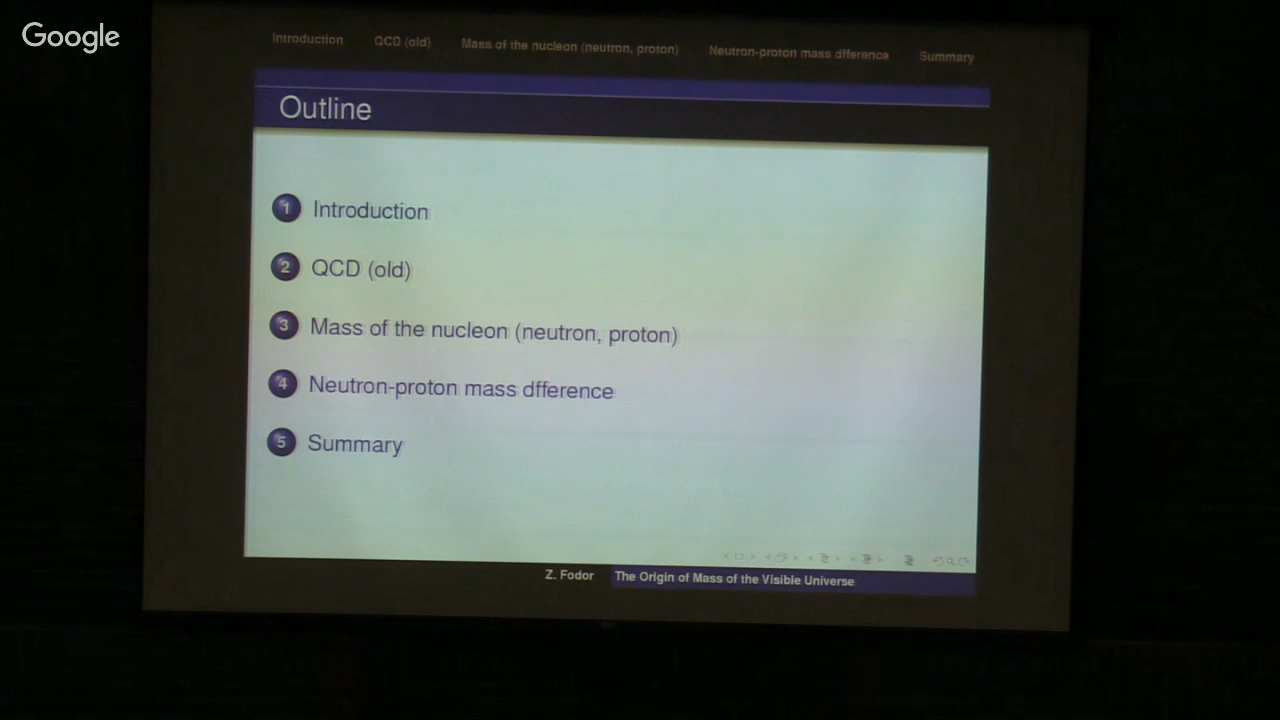 Google
Introduction QCD (old) Mass of the nucleon (neutron, proton) Neutron-proton mass dfference Summary
Outline
1 Introduction
2 QCD (old)
3 Mass of the nucleon (neutron, proton)
4 Neutron-proton mass dfference
5 Summary
Z. Fodor The Origin of Mass of the Visible Universe